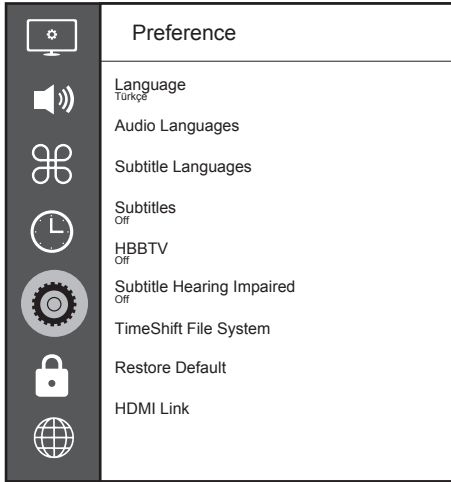 Preference
Language
Türkçe
Audio Languages
Subtitle Languages
Subtitles
Off
HBBTV
Off
Subtitle Hearing Impaired
Off
TimeShift File System
Restore Default
HDMI Link